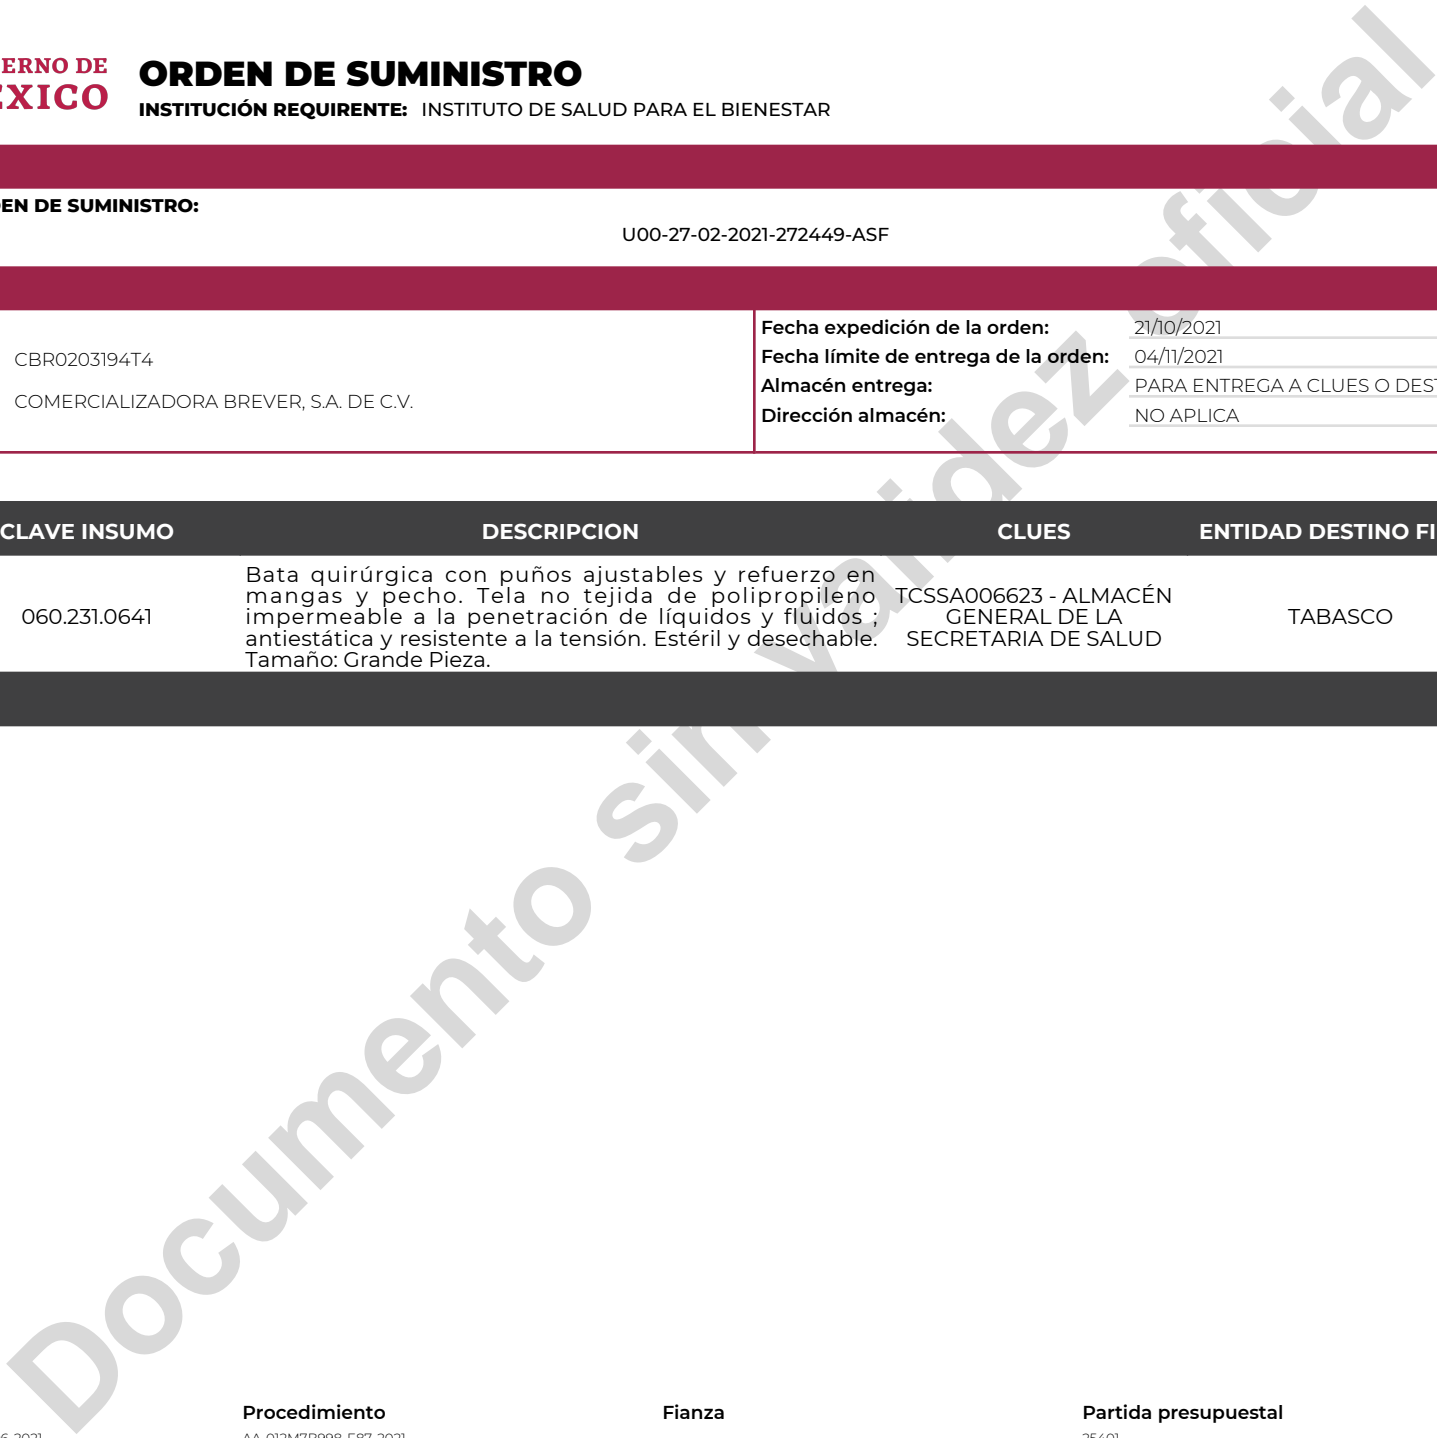 ERNO DE
ÉXICO
ORDEN DE SUMINISTRO
INSTITUCIÓN REQUIRENTE: INSTITUTO DE SALUD PARA EL BIENESTAR
EN DE SUMINISTRO:
U00-27-02-2021-272449-ASF
CBR0203194T4
COMERCIALIZADORA BREVER, S.A. DE C.V.
Fecha expedición de la orden: 21/10/2021
Fecha límite de entrega de la orden: 04/11/2021
Almacén entrega: PARA ENTREGA A CLUES O DEST
Dirección almacén: NO APLICA
CLAVE INSUMO DESCRIPCION CLUES ENTIDAD DESTINO FI
060.231.0641
Bata quirúrgica con puños ajustables y refuerzo en
mangas y pecho. Tela no tejida de polipropileno
impermeable a la penetración de líquidos y fluidos ;
antiestática y resistente a la tensión. Estéril y desechable.
Tamaño: Grande Pieza.
TCSSA006623 - ALMACÉN
GENERAL DE LA
SECRETARIA DE SALUD
TABASCO
Documento sin validez oficial
Procedimiento Fianza Partida presupuestal